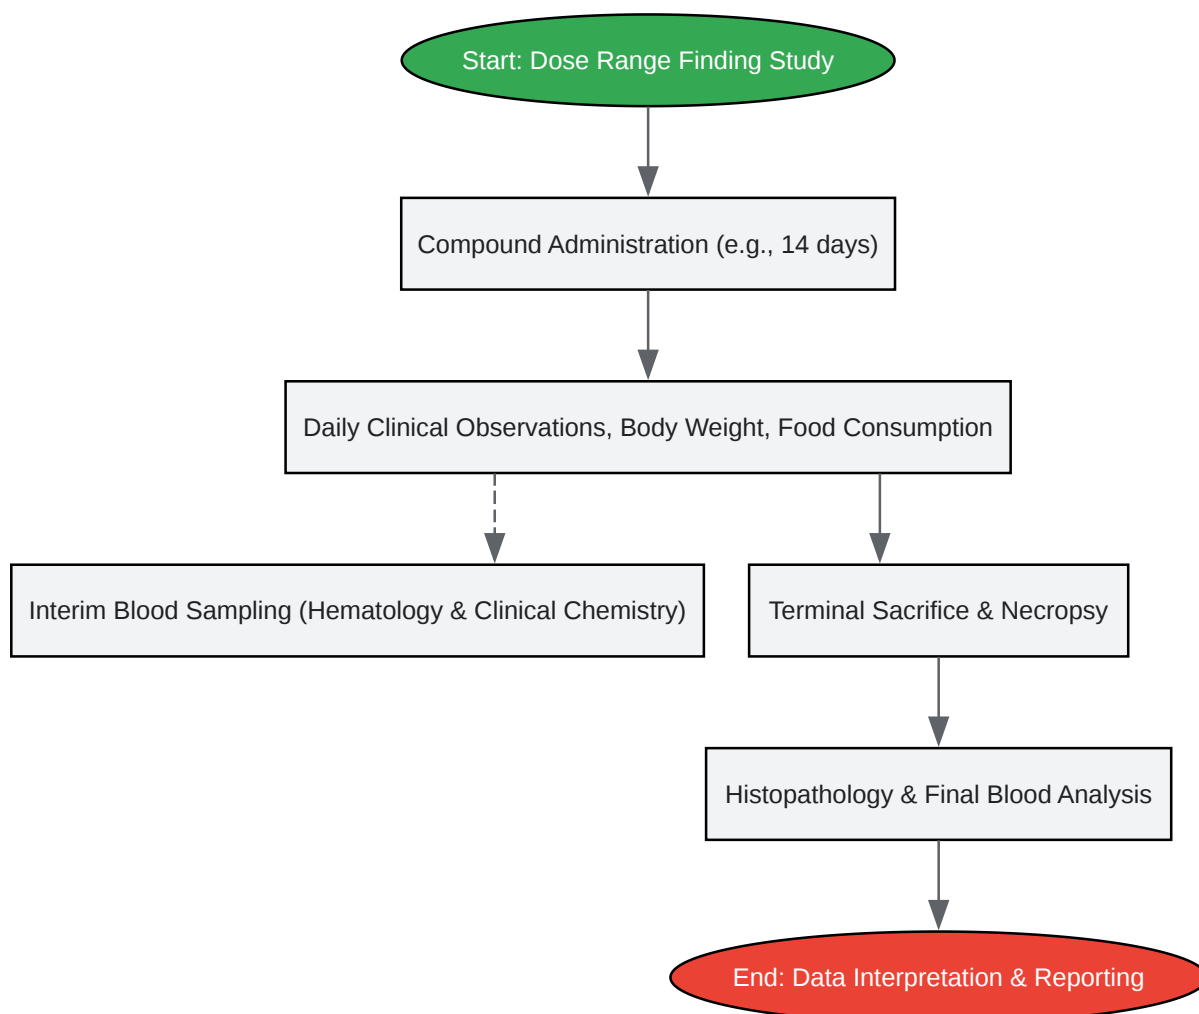 Start: Dose Range Finding Study
Compound Administration (e.g., 14 days)
Daily Clinical Observations, Body Weight, Food Consumption
Interim Blood Sampling (Hematology & Clinical Chemistry)
Terminal Sacrifice & Necropsy
Histopathology & Final Blood Analysis
End: Data Interpretation & Reporting